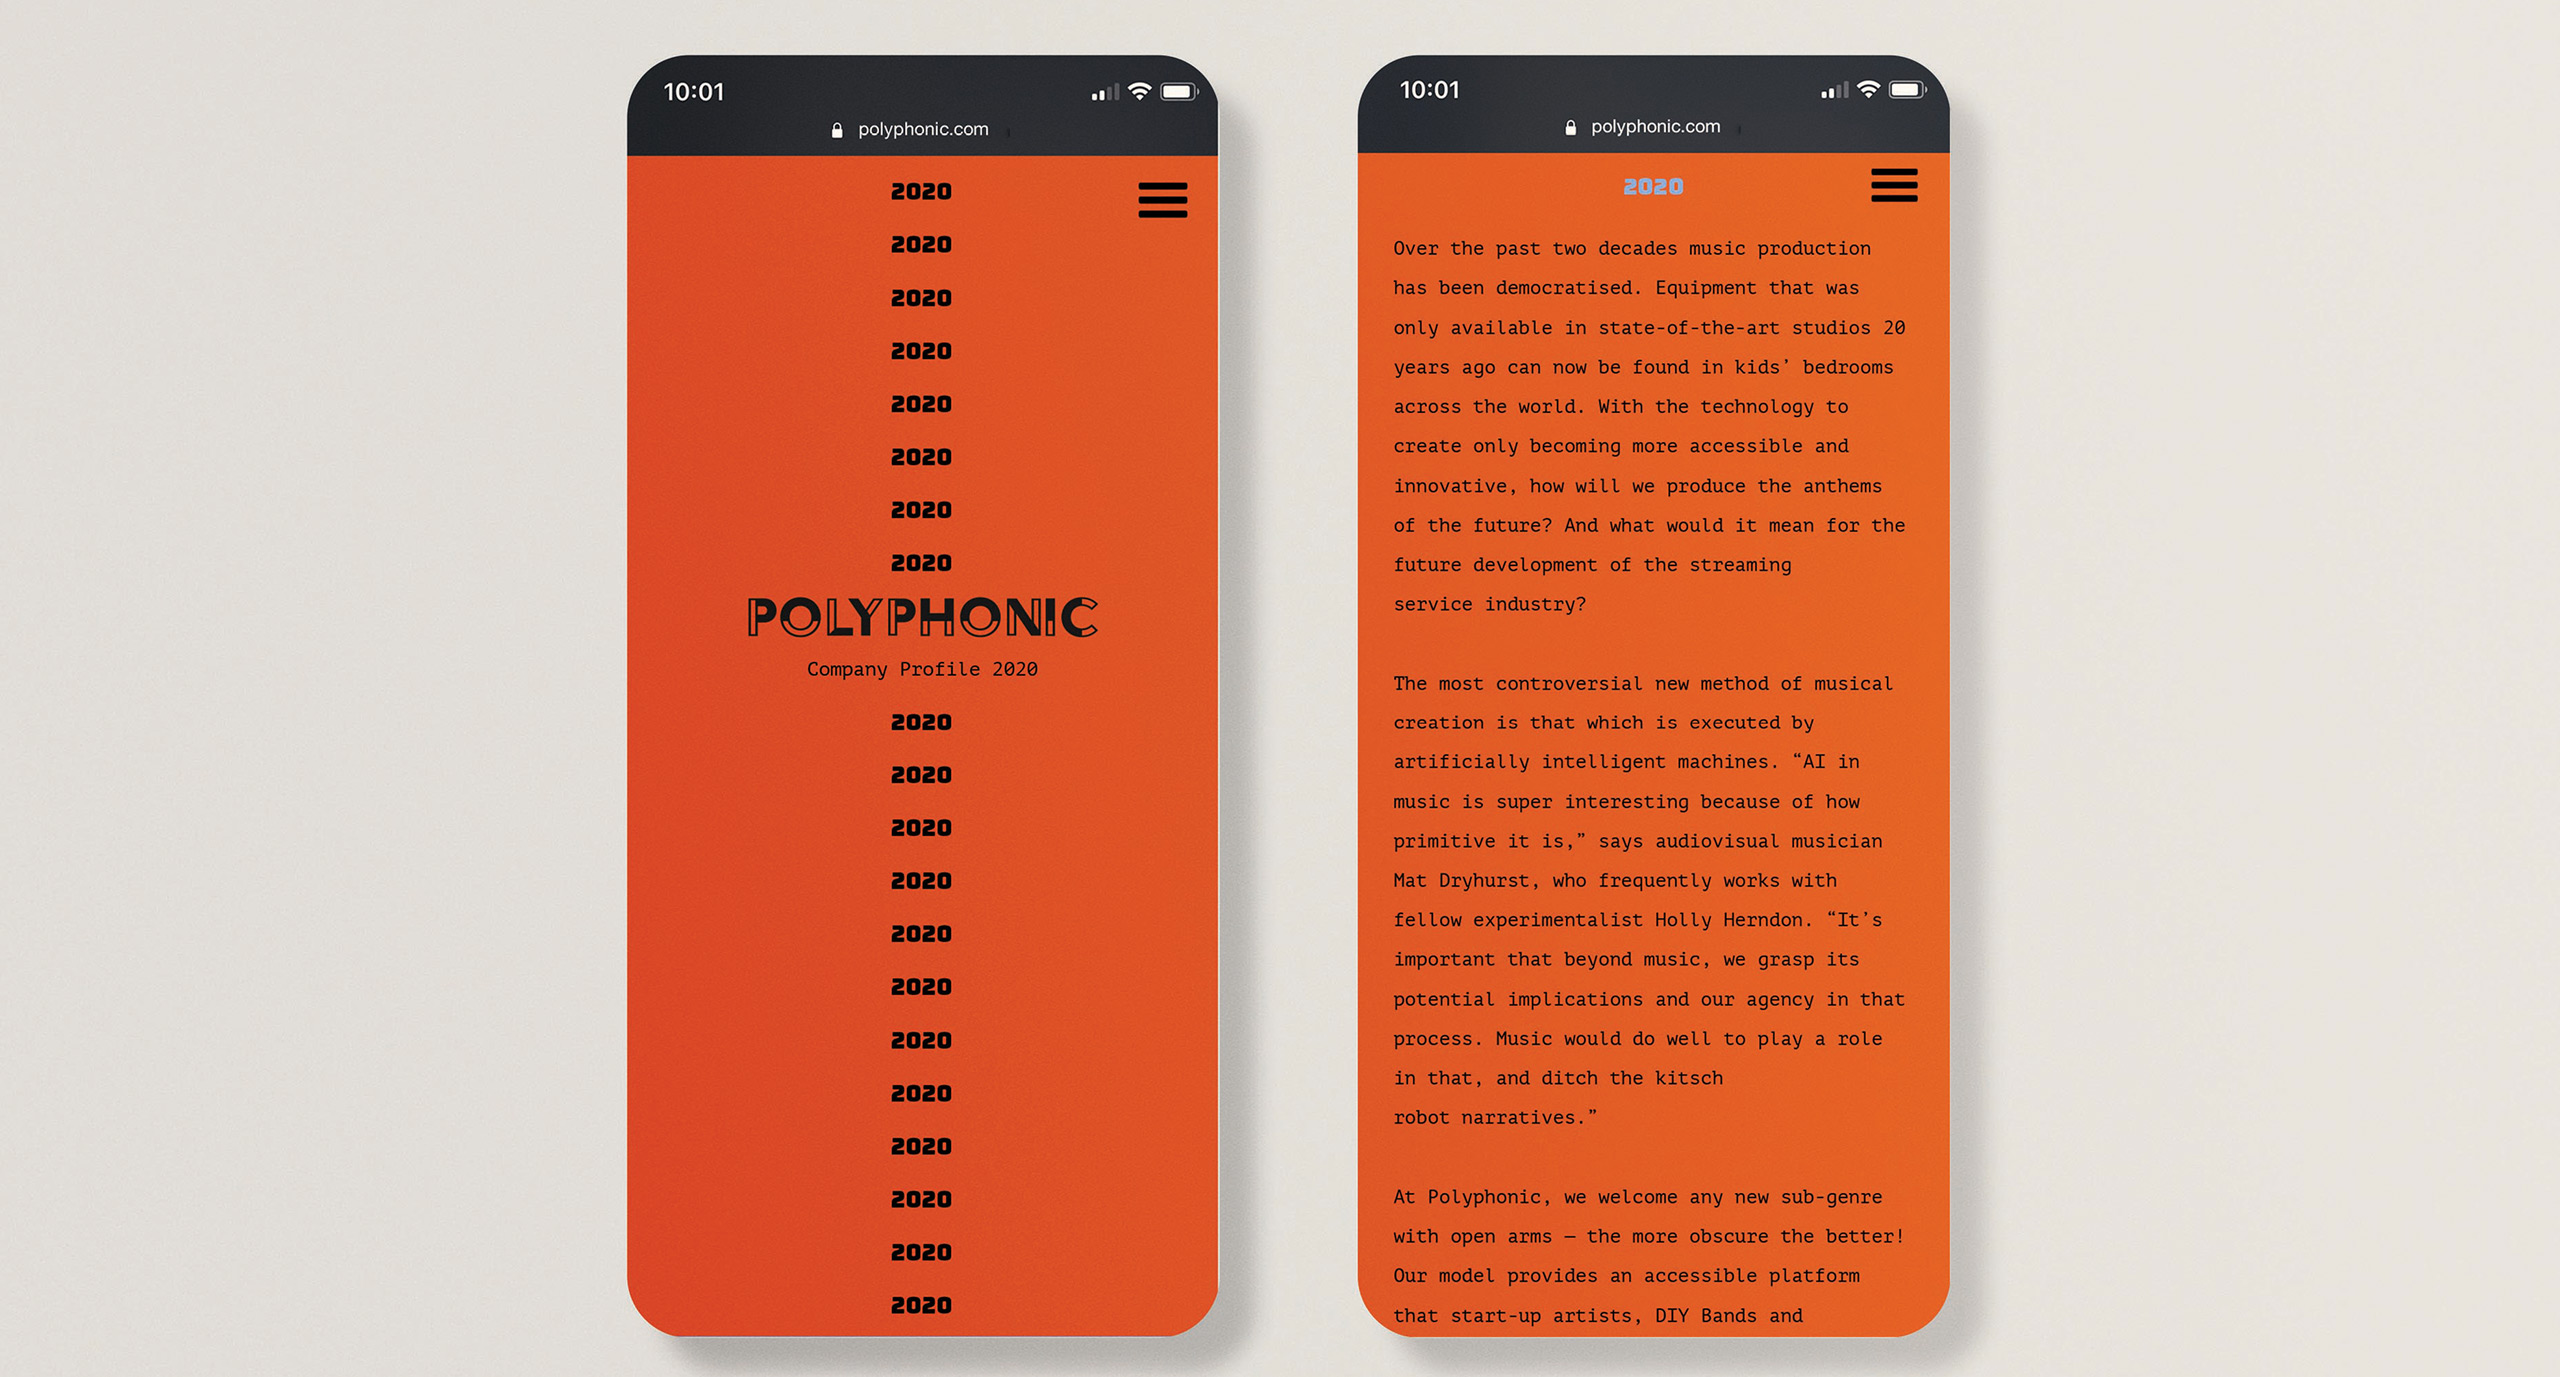 10:01
polyphonic.com
2020
2020
2020
2020
2020
2020
2020
2020
POLYPHONIC
Company Profile 2020
2020
2020
2020
2020
2020
2020
2020
2020
2020
2020
2020
2020
10:01
polyphonic.com
2020
Over the past two decades music production
has been democratised. Equipment that was
only available in state-of-the-art studios 20
years ago can now be found in kids’ bedrooms
across the world. With the technology to
create only becoming more accessible and
innovative, how will we produce the anthems
of the future? And what would it mean for the
future development of the streaming
service industry?
The most controversial new method of musical
creation is that which is executed by
artificially intelligent machines. “AI in
music is super interesting because of how
primitive it is,” says audiovisual musician
Mat Dryhurst, who frequently works with
fellow experimentalist Holly Herndon. “It’s
important that beyond music, we grasp its
potential implications and our agency in that
process. Music would do well to play a role
in that, and ditch the kitsch
robot narratives.”
At Polyphonic, we welcome any new sub-genre
with open arms – the more obscure the better!
Our model provides an accessible platform
that start-up artists, DIY Bands and